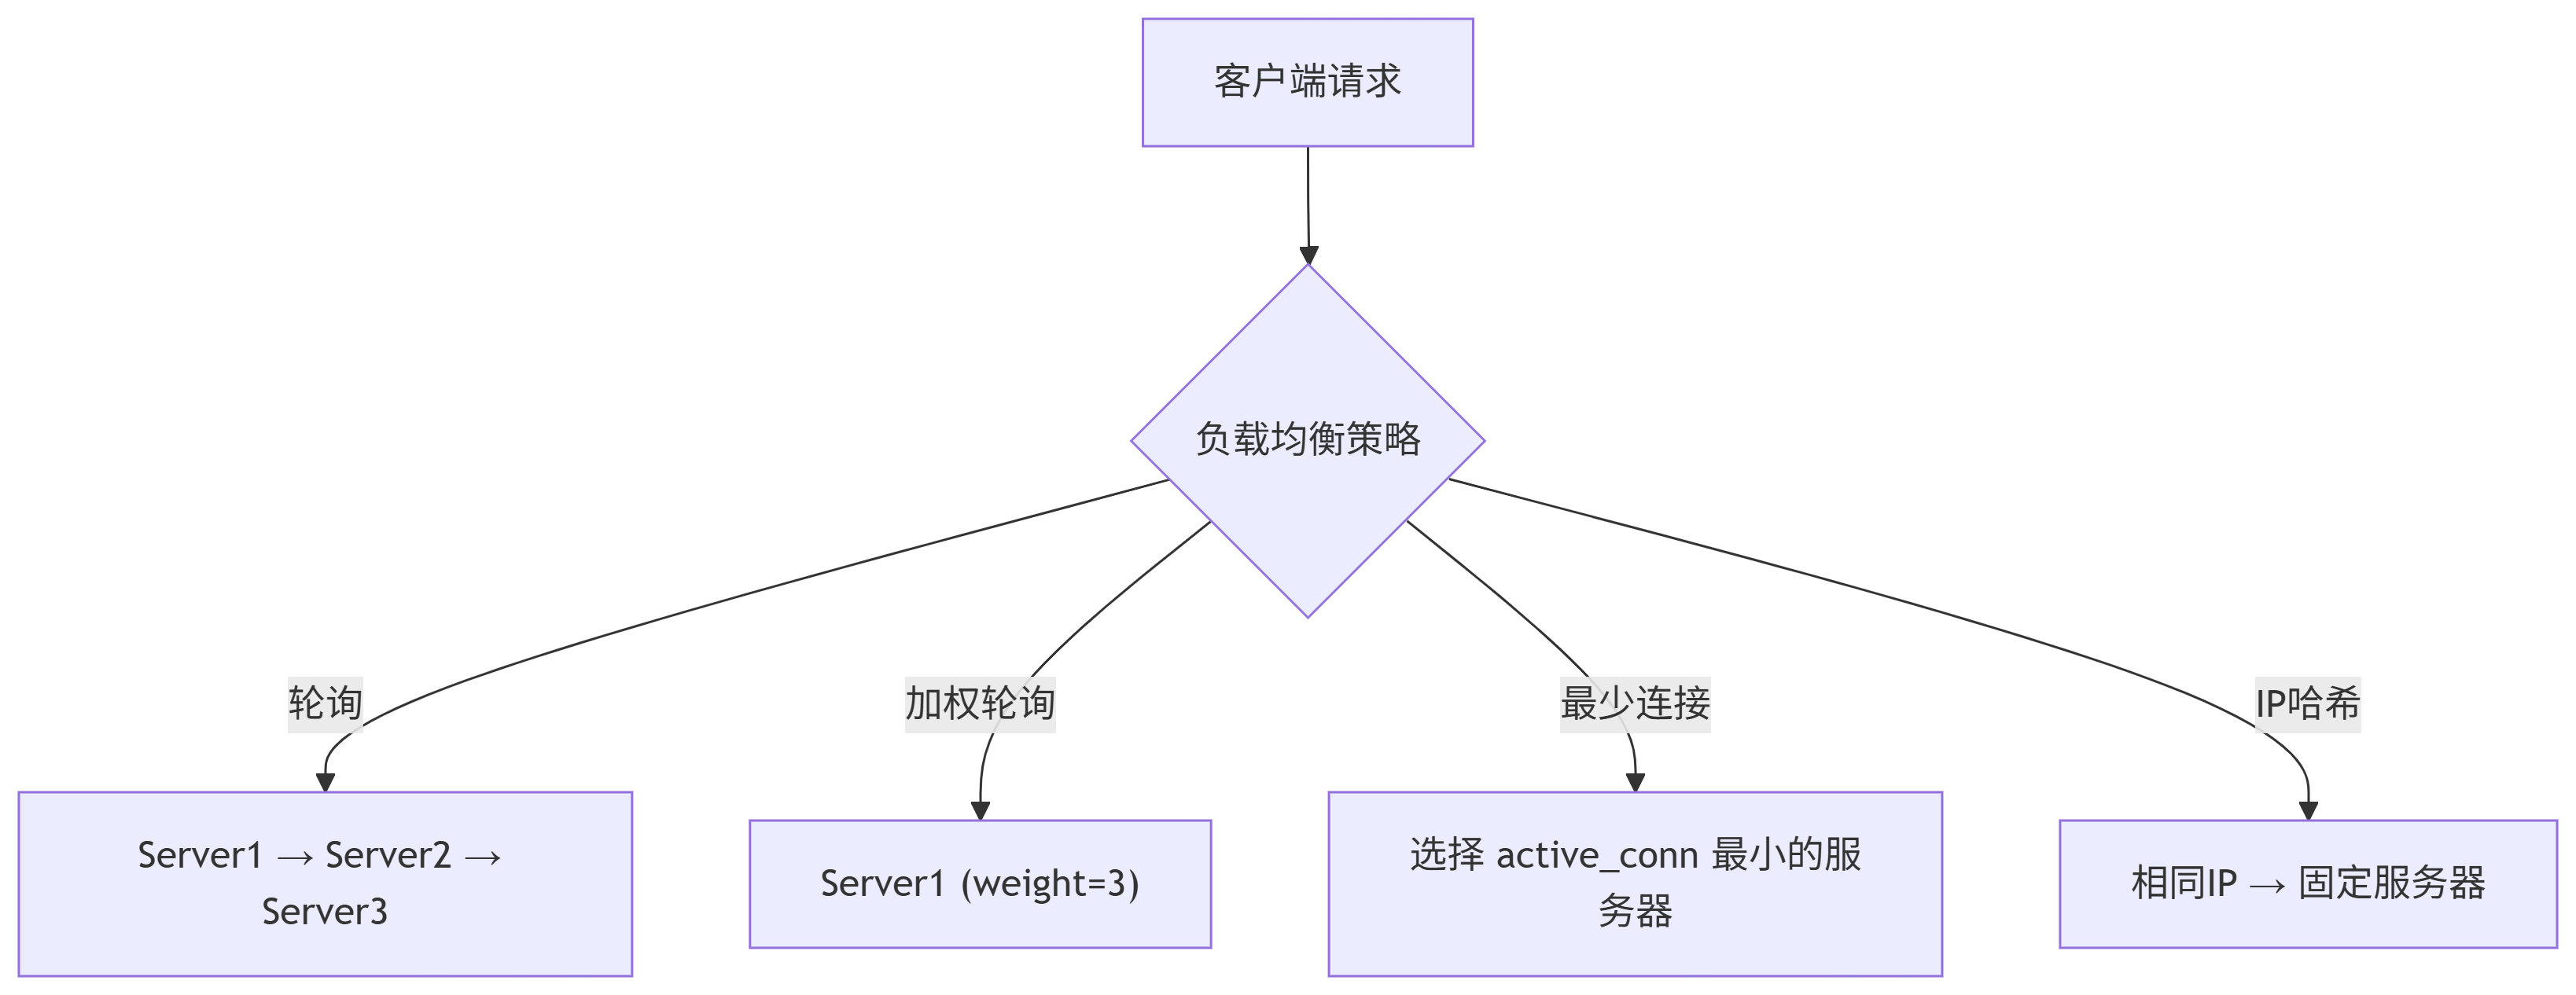 客户端请求
负载均衡策略
轮询
加权轮询
最少连接
IP哈希
Server1 → Server2 →
Server3
Server1 (weight=3)
选择 active_conn 最小的服
务器
相同IP → 固定服务器